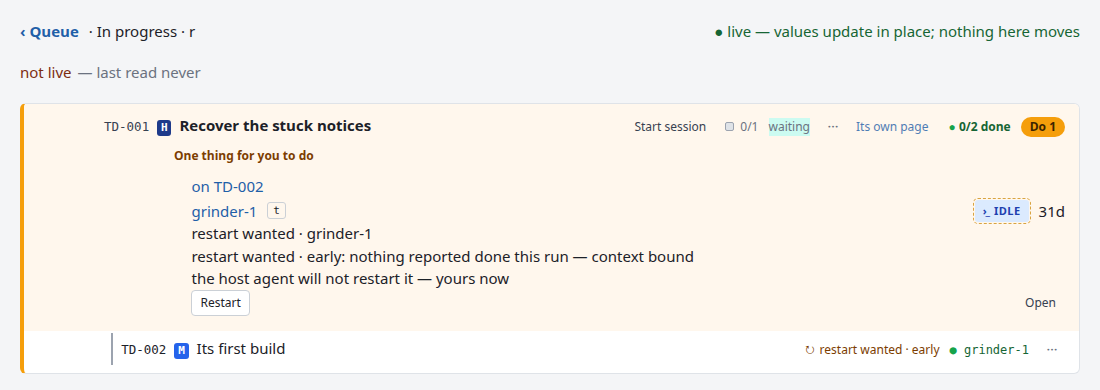 ‹ Queue · In progress · r
● live — values update in place; nothing here moves
not live — last read never
TD-001 H Recover the stuck notices Start session 0/1 waiting ··· Its own page ● 0/2 done Do 1
One thing for you to do
on TD-002
grinder-1 t ›_ IDLE 31d
restart wanted · grinder-1
restart wanted · early: nothing reported done this run — context bound
the host agent will not restart it — yours now
Restart Open
TD-002 M Its first build ↻ restart wanted · early ● grinder-1 ···